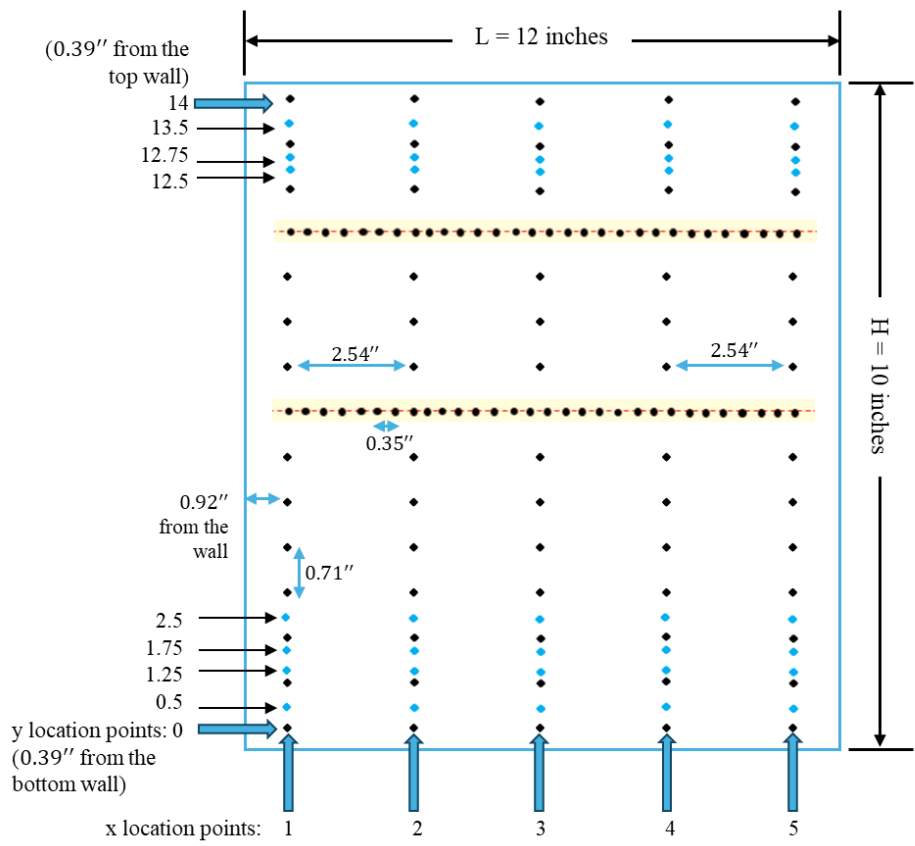 L = 12 inches
(0.39″ from the
top wall)
14
13.5
12.75
12.5
2.54″
2.54″
H = 10 inches
0.35″
0.92″
from the
wall
0.71″
2.5
1.75
1.25
0.5
y location points: 0
(0.39″ from the
bottom wall)
x location points: 1 2 3 4 5